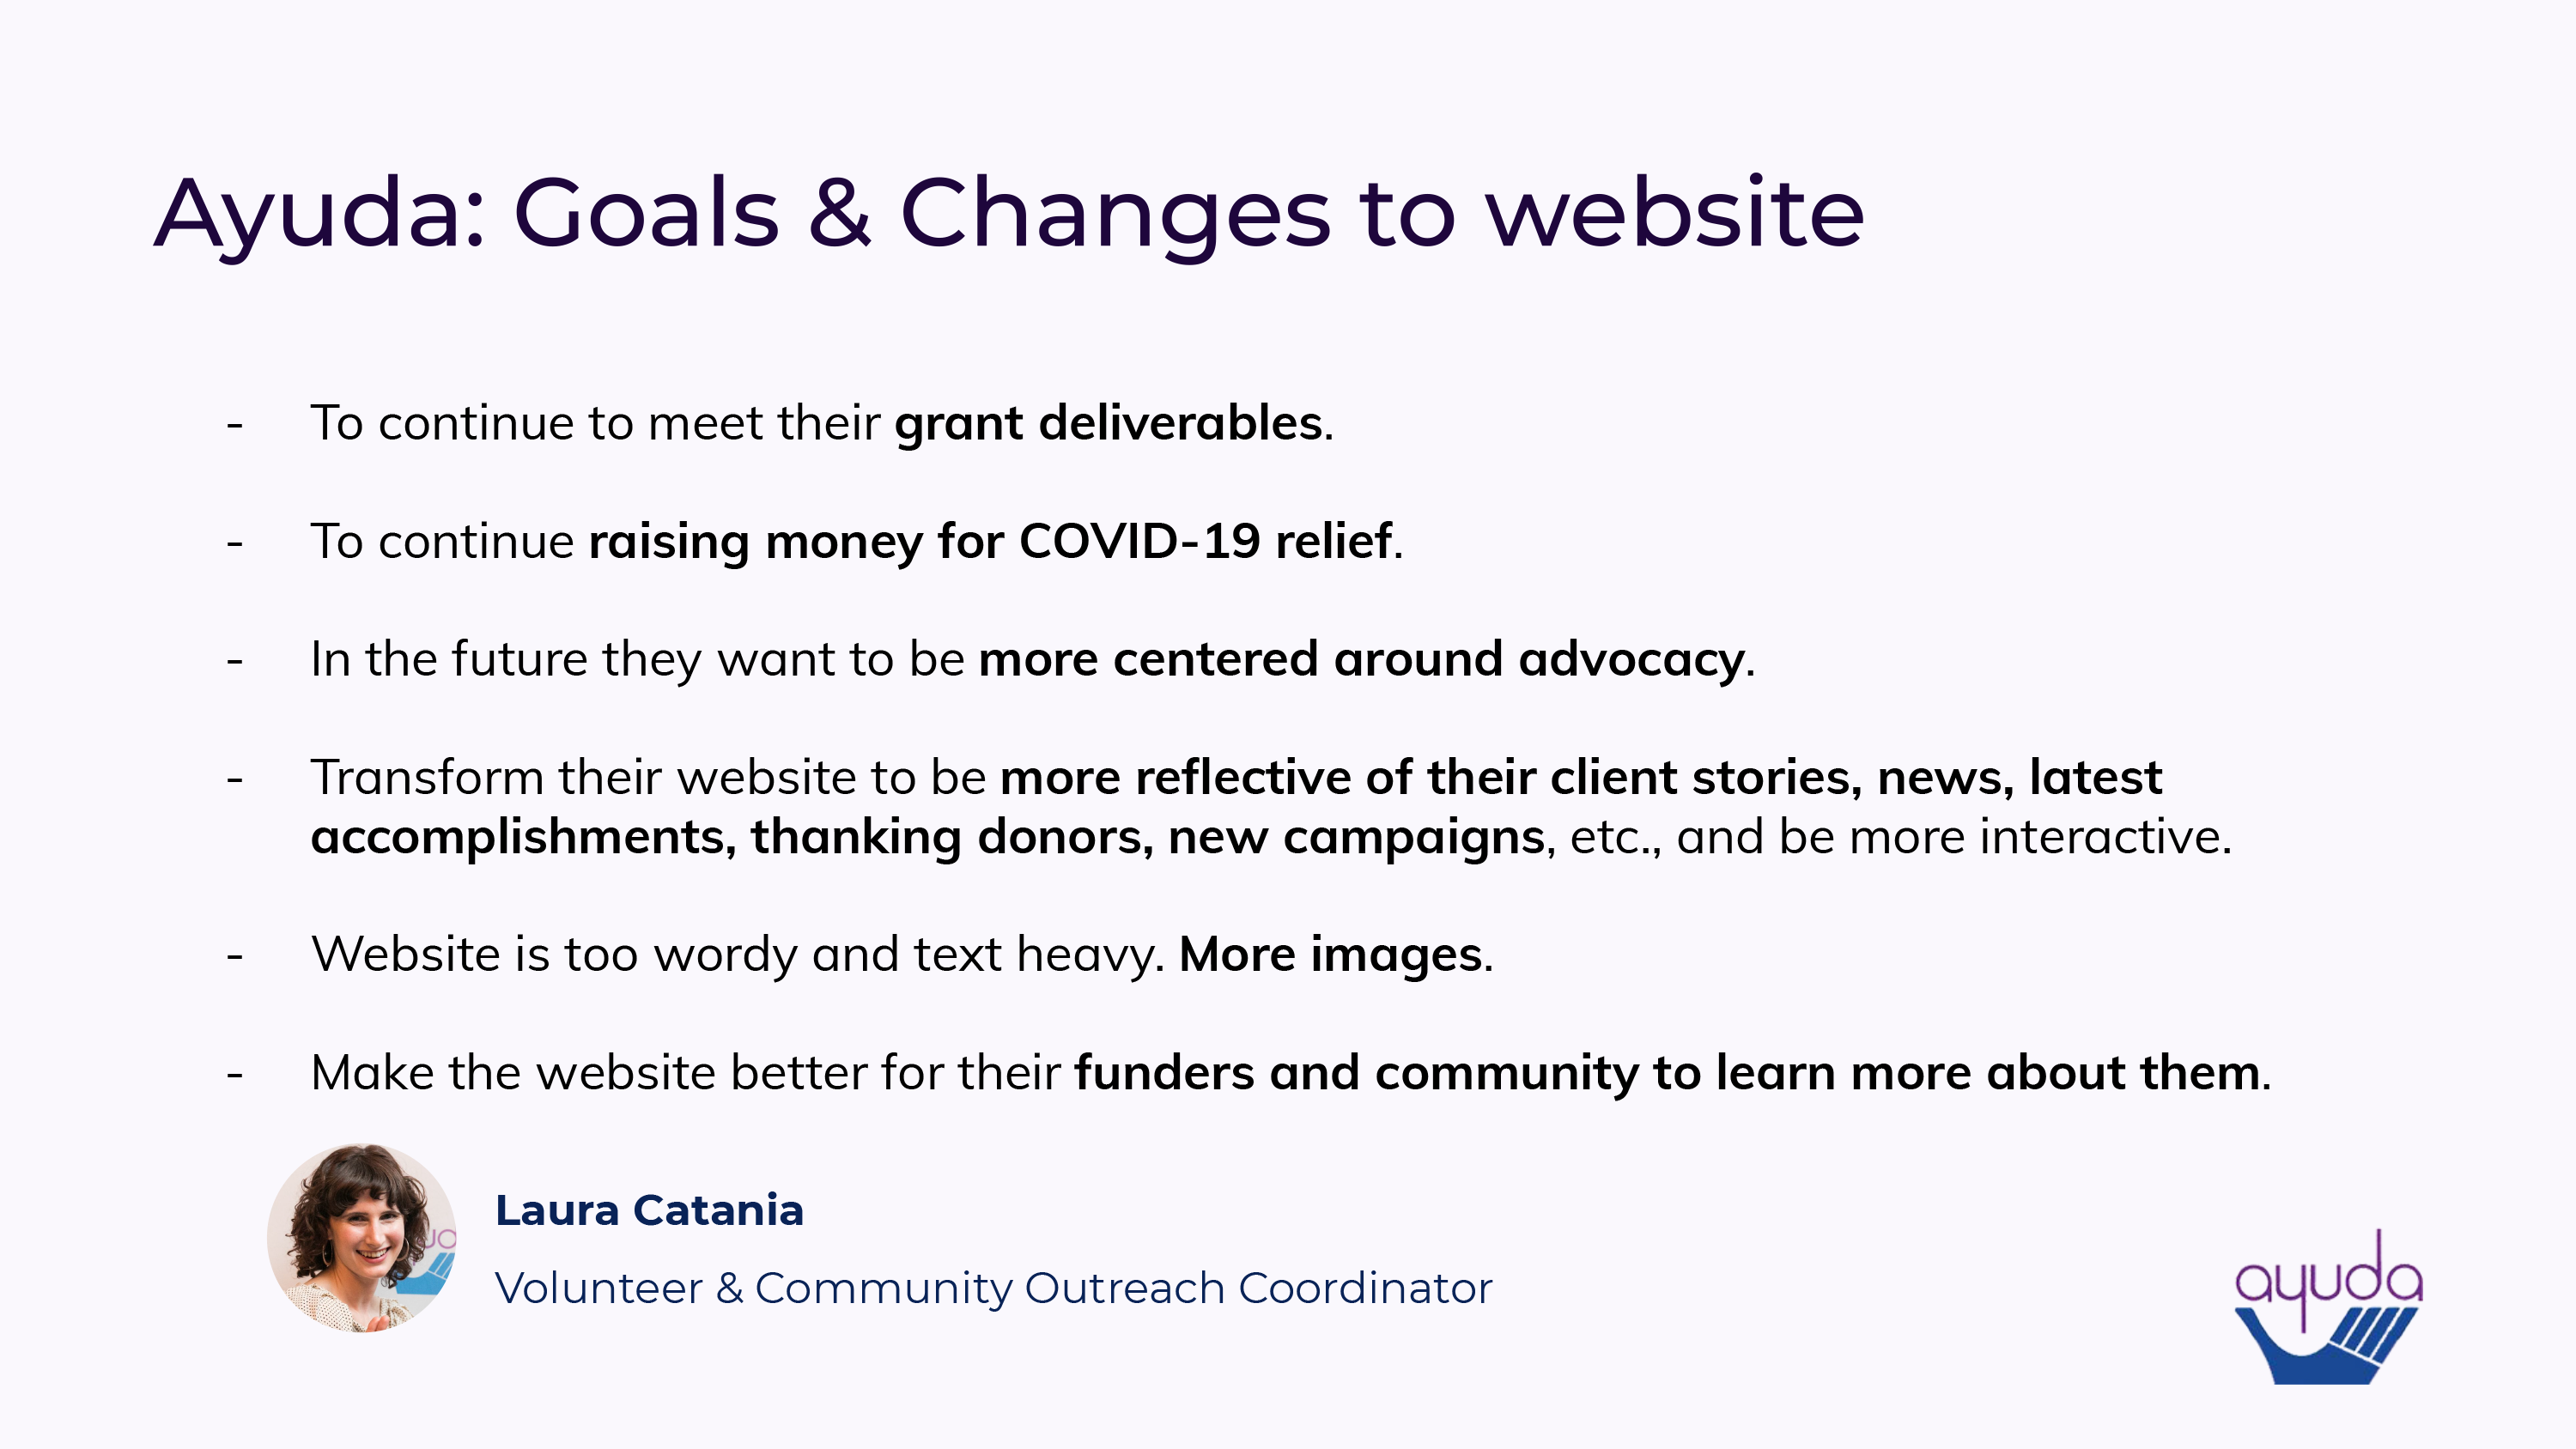 Ayuda: Goals & Changes to website
- To continue to meet their grant deliverables.
- To continue raising money for COVID-19 relief.
- In the future they want to be more centered around advocacy.
- Transform their website to be more reflective of their client stories, news, latest
accomplishments, thanking donors, new campaigns, etc., and be more interactive.
- Website is too wordy and text heavy. More images.
- Make the website better for their funders and community to learn more about them.
Laura Catania
Volunteer & Community Outreach Coordinator
ayuda